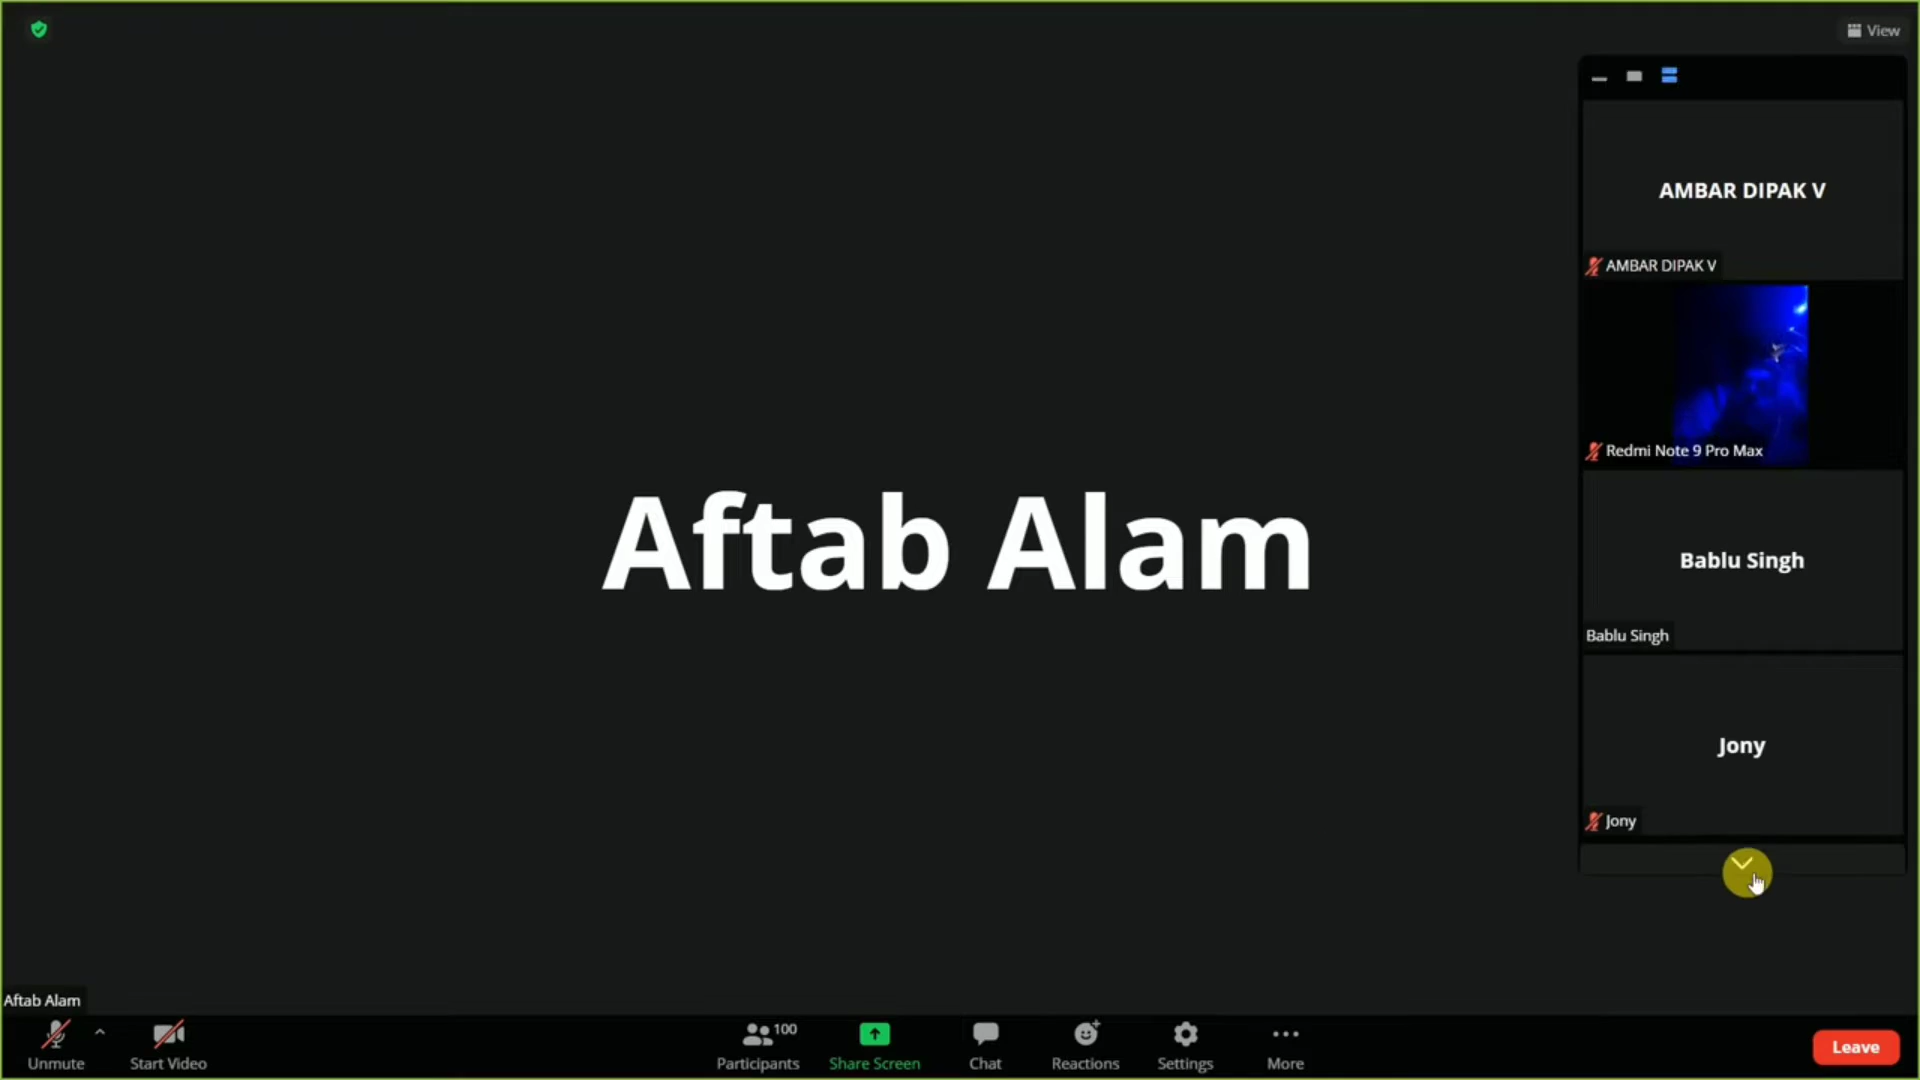 View
AMBAR DIPAK V
AMBAR DIPAK V
Redmi Note 9 Pro Max
Bablu Singh
Bablu Singh
Jony
Jony
Aftab Alam
Aftab Alam
Unmute
Start Video
100
Participants
Share Screen
Chat
Reactions
Settings
More
Leave